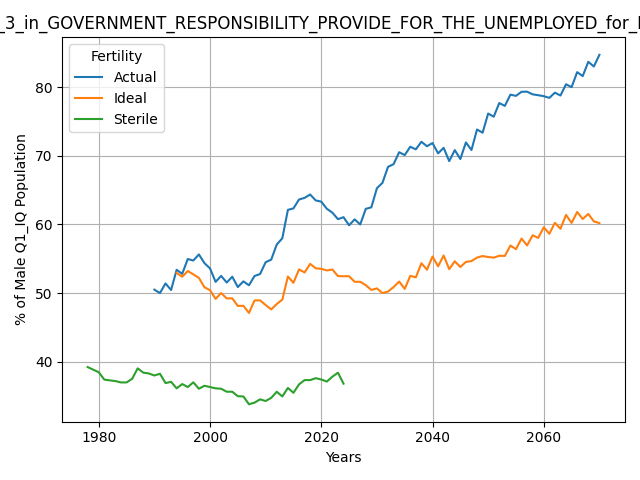 _3_in_GOVERNMENT_RESPONSIBILITY_PROVIDE_FOR_THE_UNEMPLOYED_for_
Fertility
Actual
Ideal
Sterile
% of Male Q1_IQ Population
80
70
60
50
40
1980
2000
2020
2040
2060
Years